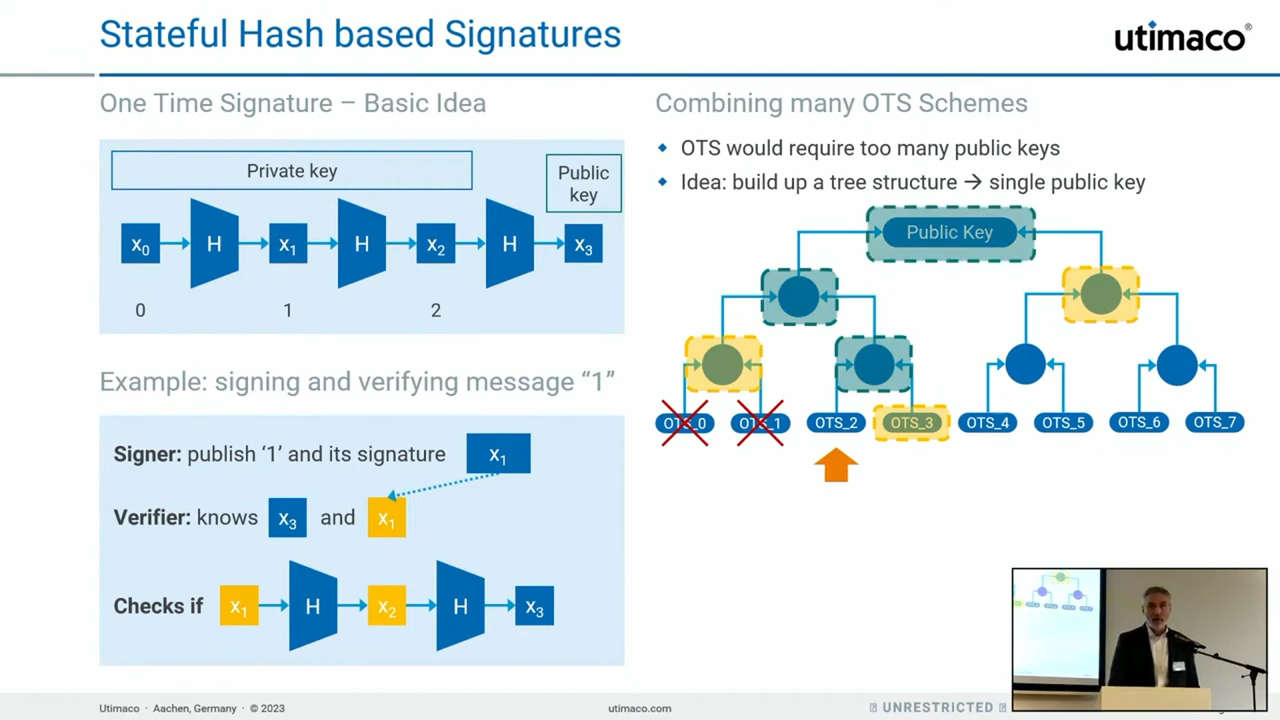 Stateful Hash based Signatures
utimaco®
One Time Signature – Basic Idea
Private key
Public
key
x₀
H
x₁
H
x₂
H
x₃
0
1
2
Example: signing and verifying message “1”
Signer: publish ‘1’ and its signature
x₁
Verifier: knows
x₃
and
x₁
Checks if
x₁
H
x₂
H
x₃
Combining many OTS Schemes
OTS would require too many public keys
Idea: build up a tree structure → single public key
Public Key
OTS_0
OTS_1
OTS_2
OTS_3
OTS_4
OTS_5
OTS_6
OTS_7
Utimaco · Aachen, Germany · © 2023
utimaco.com
UNRESTRICTED